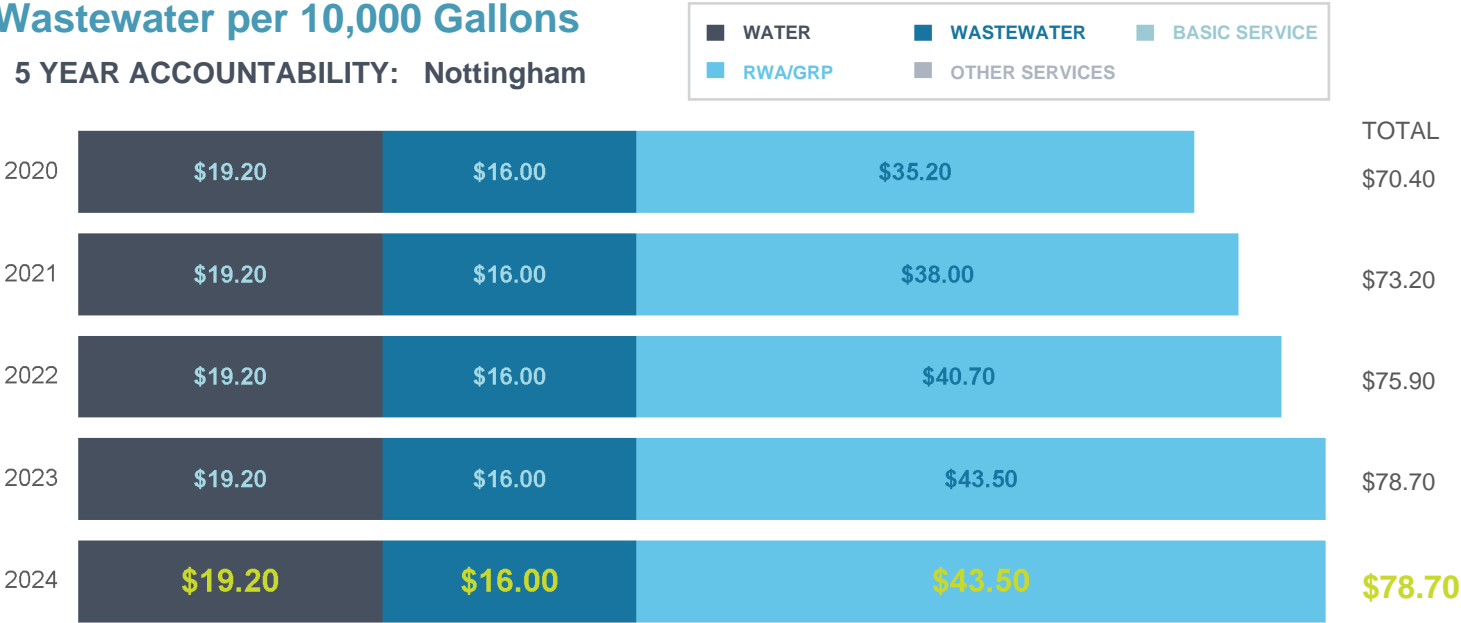 Wastewater per 10,000 Gallons
5 YEAR ACCOUNTABILITY: Nottingham
WATER WASTEWATER BASIC SERVICE
RWA/GRP OTHER SERVICES
TOTAL
2020 $19.20 $16.00 $35.20 $70.40
2021 $19.20 $16.00 $38.00 $73.20
2022 $19.20 $16.00 $40.70 $75.90
2023 $19.20 $16.00 $43.50 $78.70
2024 $19.20 $16.00 $43.50 $78.70